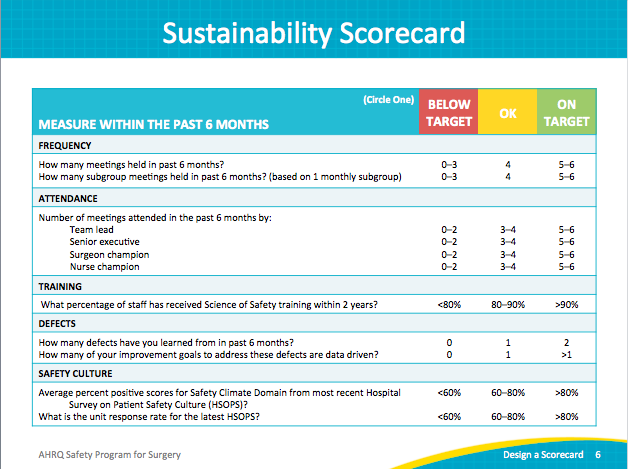 Sustainability Scorecard
(Circle One) BELOW TARGET OK ON TARGET
MEASURE WITHIN THE PAST 6 MONTHS
FREQUENCY
How many meetings held in past 6 months? 0–3 4 5–6
How many subgroup meetings held in past 6 months? (based on 1 monthly subgroup) 0–3 4 5–6
ATTENDANCE
Number of meetings attended in the past 6 months by:
Team lead 0–2 3–4 5–6
Senior executive 0–2 3–4 5–6
Surgeon champion 0–2 3–4 5–6
Nurse champion 0–2 3–4 5–6
TRAINING
What percentage of staff has received Science of Safety training within 2 years? <80% 80–90% >90%
DEFECTS
How many defects have you learned from in past 6 months? 0 1 2
How many of your improvement goals to address these defects are data driven? 0 1 >1
SAFETY CULTURE
Average percent positive scores for Safety Climate Domain from most recent Hospital <60% 60–80% >80%
Survey on Patient Safety Culture (HSOPS)?
What is the unit response rate for the latest HSOPS? <60% 60–80% >80%
AHRQ Safety Program for Surgery Design a Scorecard 6